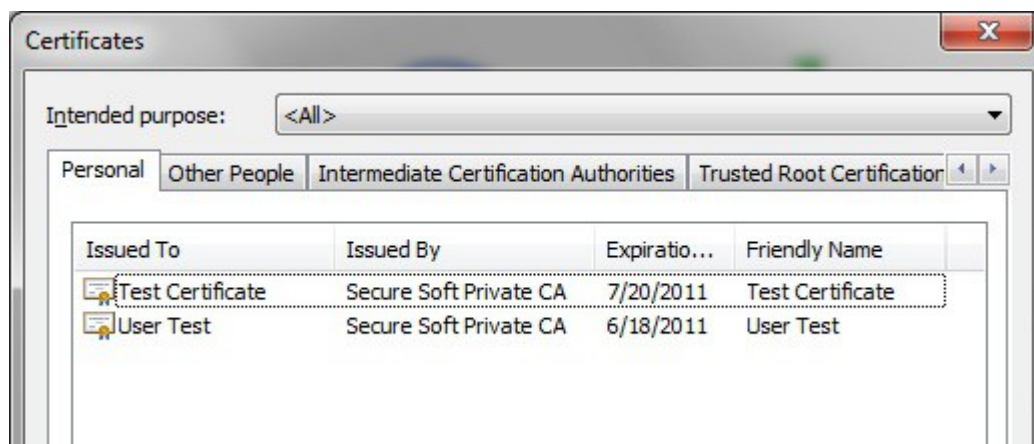 Certificates
Intended purpose: <All>
Personal Other People Intermediate Certification Authorities Trusted Root Certification
Issued To Issued By Expiratio... Friendly Name
Test Certificate Secure Soft Private CA 7/20/2011 Test Certificate
User Test Secure Soft Private CA 6/18/2011 User Test